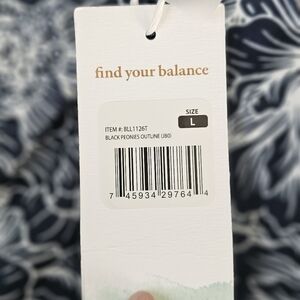 find your balance
SIZE
L
ITEM #: BLL1126T
BLACK PEONIES OUTLINE (JBO)
7 45934 29764 4